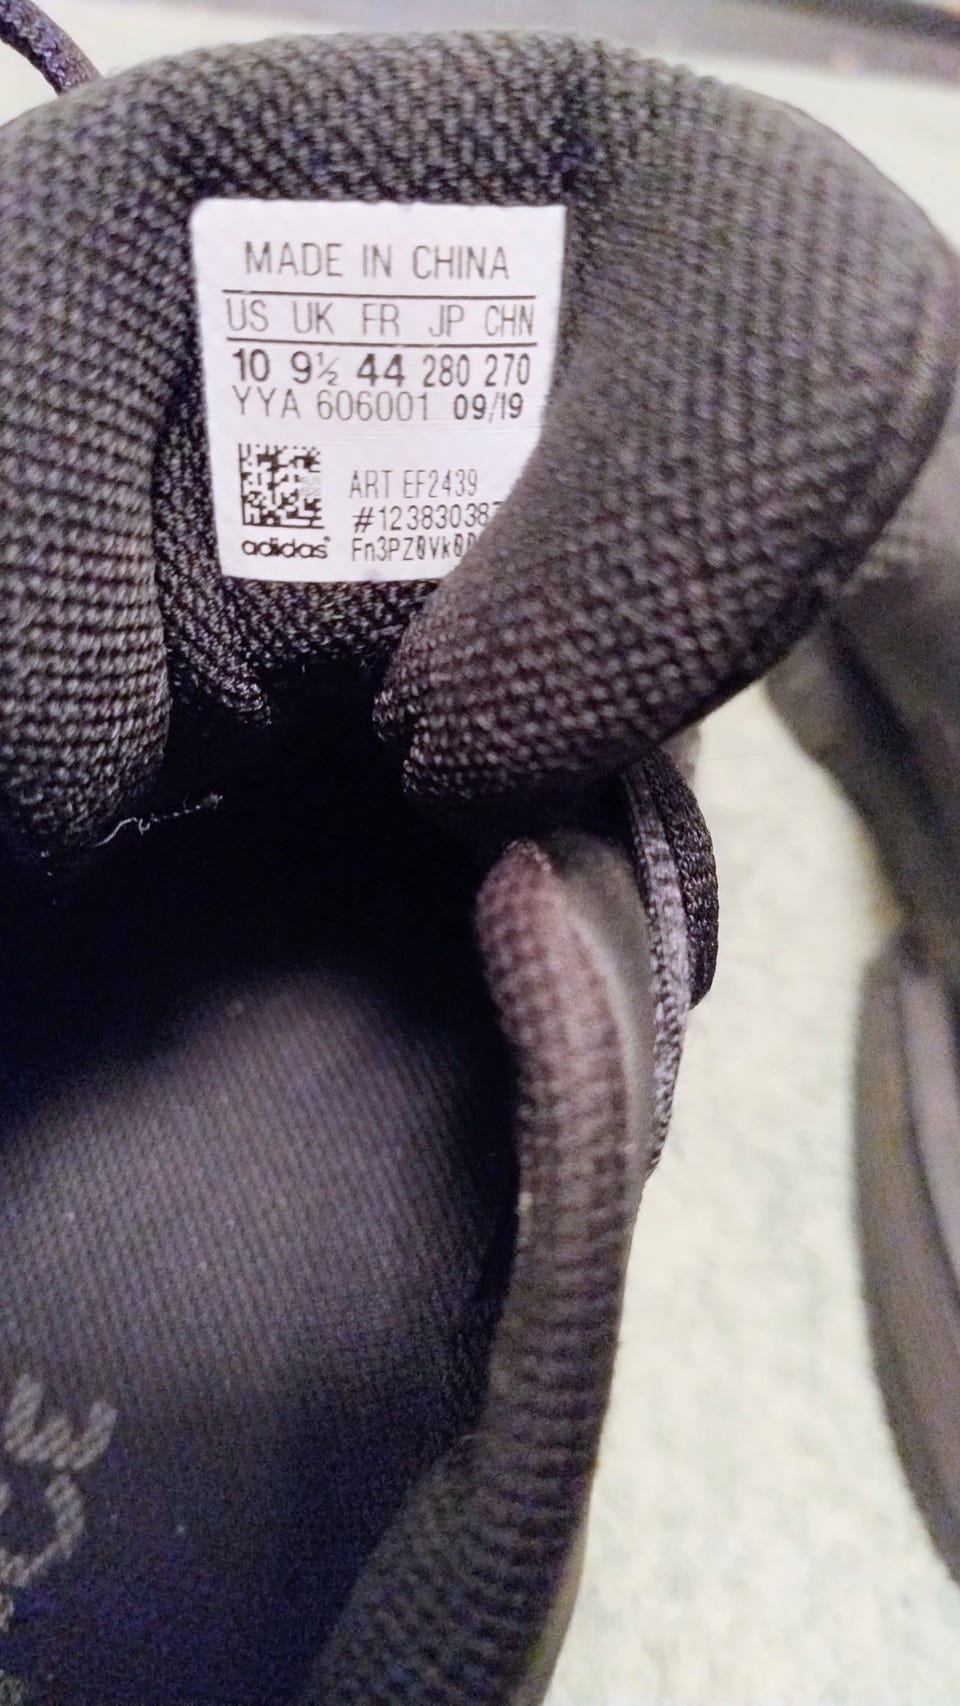 MADE IN CHINA
US UK FR JP CHN
10 9½ 44 280 270
YYA 606001 09/19
ART EF2439
#123830387
adidas®